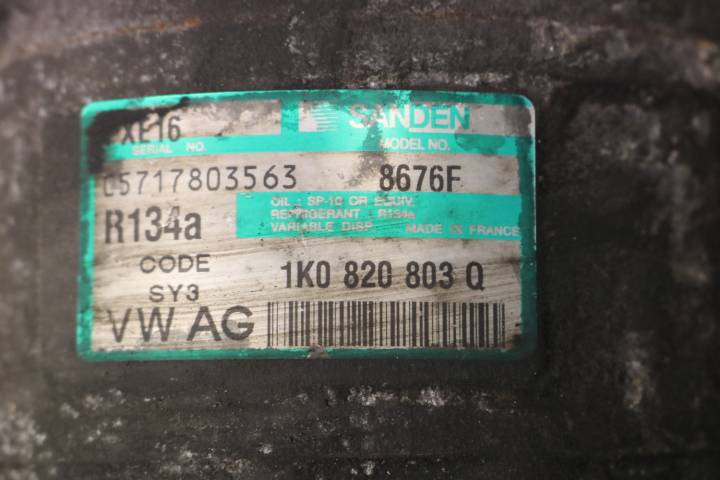 XE16 SANDEN
SERIAL NO. MODEL NO.
05717803563 8676F
OIL : SP-10 OR EQUIV.
R134a REFRIGERANT : R134a
VARIABLE DISP. MADE IN FRANCE
CODE 1K0 820 803 Q
SY3
VW AG